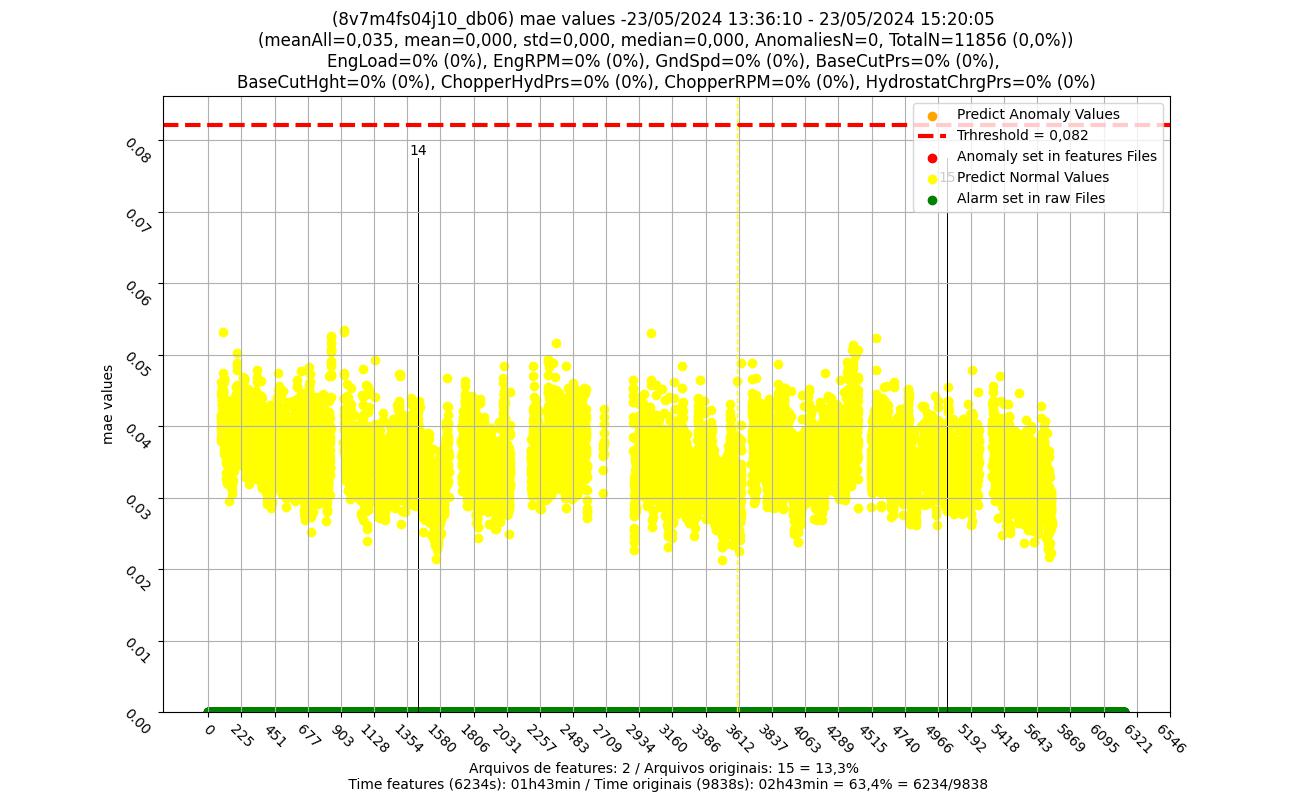 (8v7m4fs04j10_db06) mae values -23/05/2024 13:36:10 - 23/05/2024 15:20:05
(meanAll=0,035, mean=0,000, std=0,000, median=0,000, AnomaliesN=0, TotalN=11856 (0,0%))
EngLoad=0% (0%), EngRPM=0% (0%), GndSpd=0% (0%), BaseCutPrs=0% (0%),
BaseCutHght=0% (0%), ChopperHydPrs=0% (0%), ChopperRPM=0% (0%), HydrostatChrgPrs=0% (0%)
Predict Anomaly Values
Trhreshold = 0,082
Anomaly set in features Files
Predict Normal Values
Alarm set in raw Files
14
15
mae values
0.08
0.07
0.06
0.05
0.04
0.03
0.02
0.01
0.00
0 225 451 677 903 1128 1354 1580 1806 2031 2257 2483 2709 2934 3160 3386 3612 3837 4063 4289 4515 4740 4966 5192 5418 5643 5869 6095 6321 6546
Arquivos de features: 2 / Arquivos originais: 15 = 13,3%
Time features (6234s): 01h43min / Time originais (9838s): 02h43min = 63,4% = 6234/9838